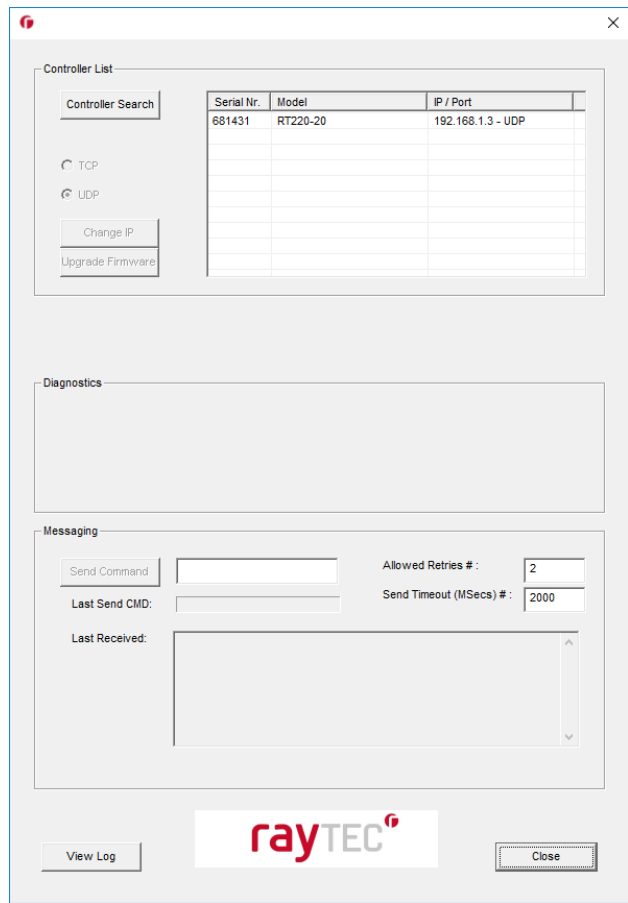 Controller List
Controller Search
Serial Nr. Model IP / Port
681431 RT220-20 192.168.1.3 - UDP
TCP
UDP
Change IP
Upgrade Firmware
Diagnostics
Messaging
Send Command
Allowed Retries # : 2
Last Send CMD:
Send Timeout (MSecs) # : 2000
Last Received:
View Log
rayTEC
Close